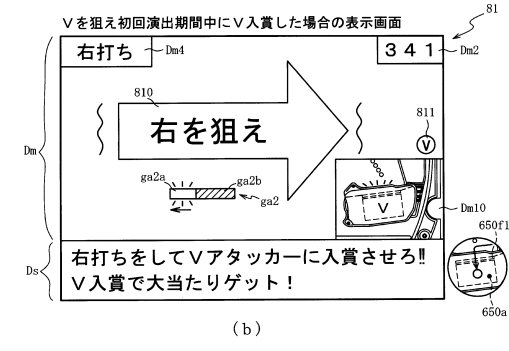 Vを狙え初回演出期間中にV入賞した場合の表示画面
81
右打ち
Dm4
341
Dm2
810
811
右を狙え
V
Dm
ga2a
ga2b
ga2
V
Dm10
650f1
Ds
右打ちをしてVアタッカーに入賞させろ!!
V入賞で大当たりゲット!
650a
(b)